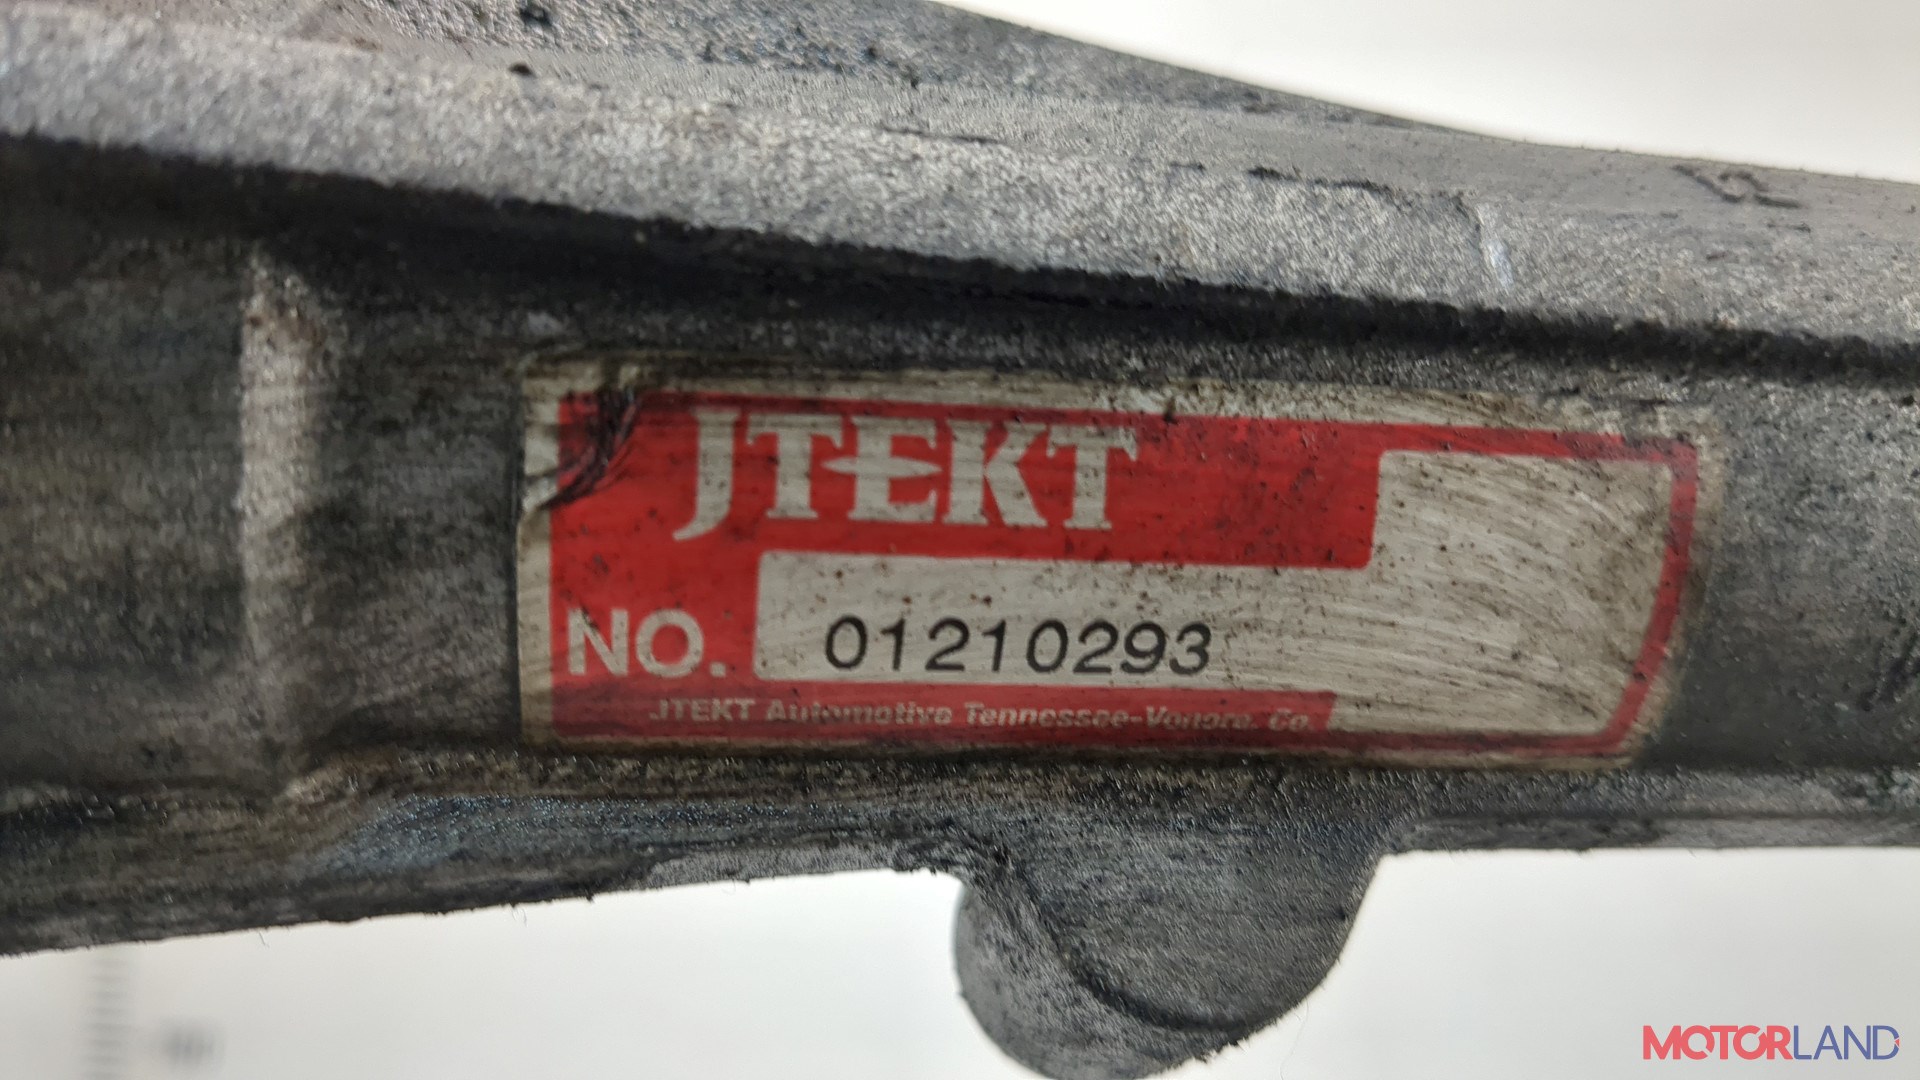 JTEKT
NO. 01210293
JTEKT Automotive Tennessee-Vonore, Co.
MOTORLAND